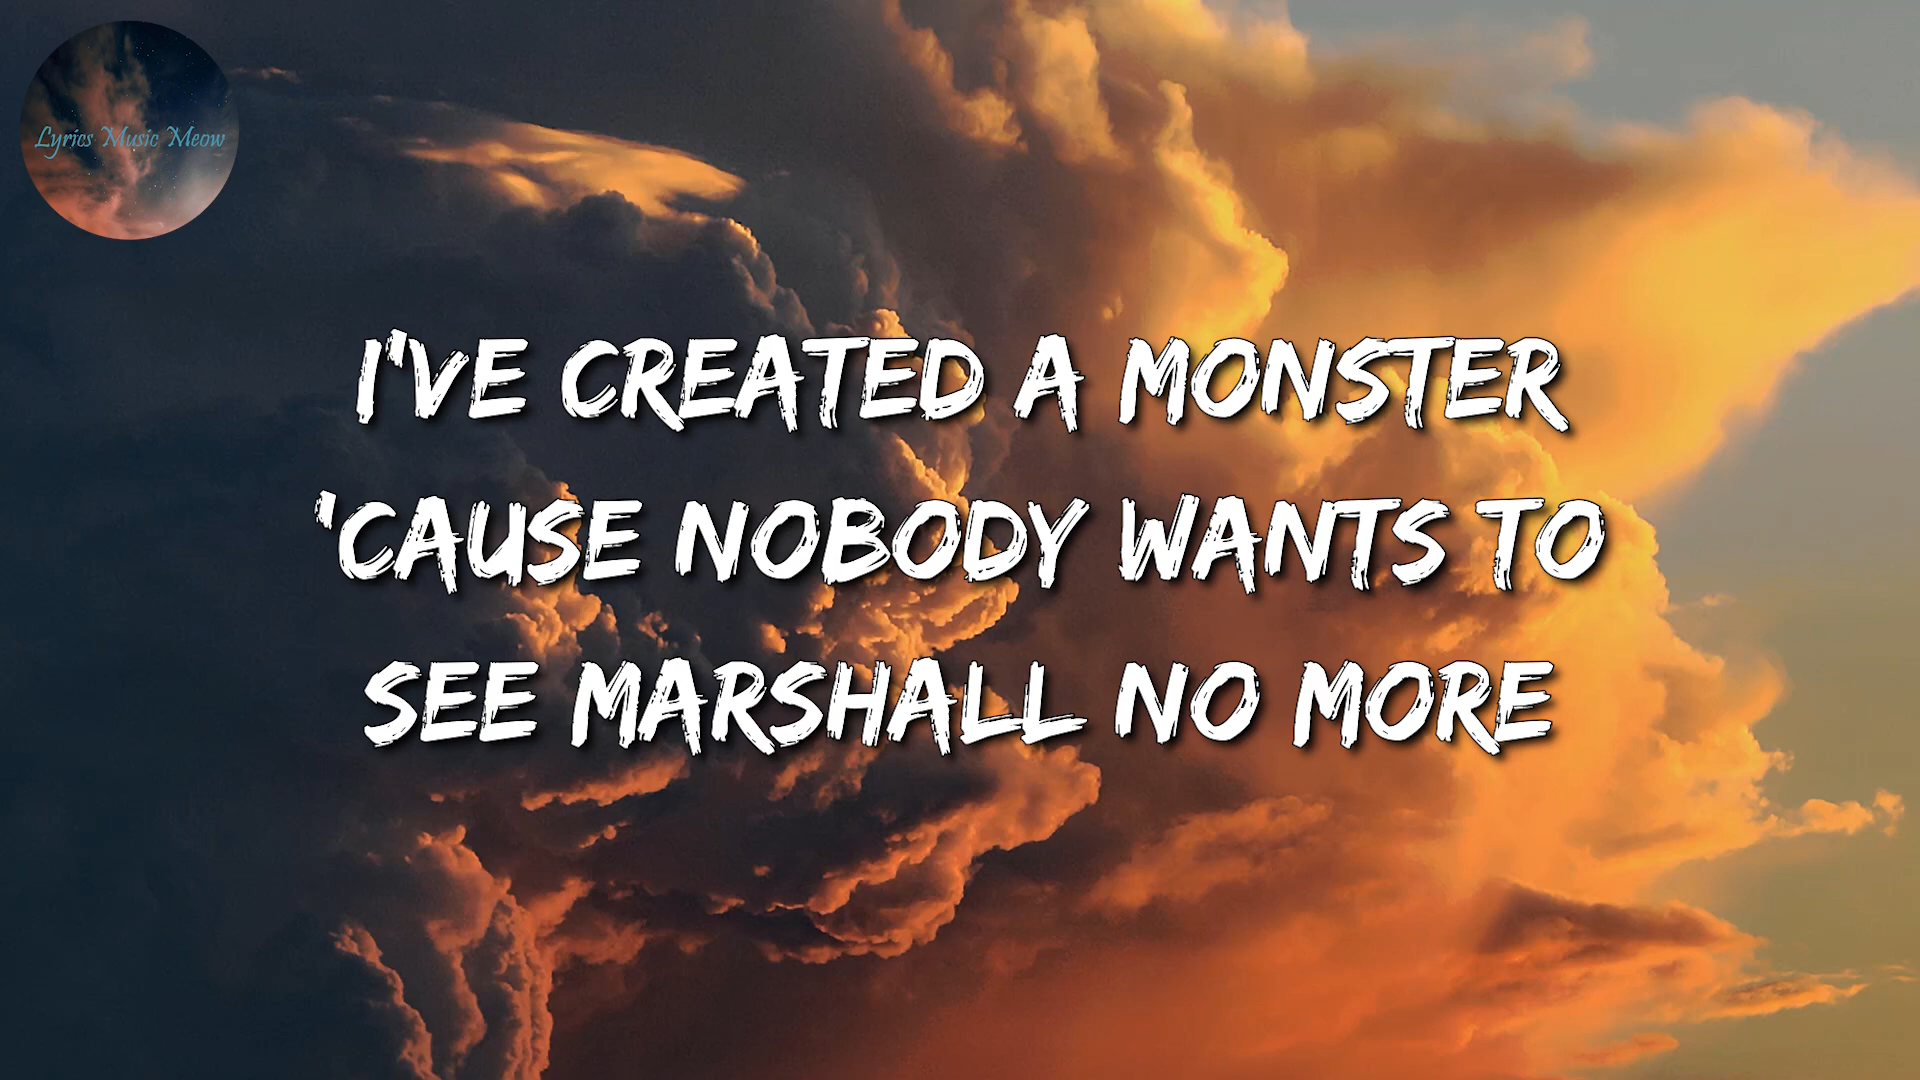 Lyrics Music Meow
I'VE CREATED A MONSTER
'CAUSE NOBODY WANTS TO
SEE MARSHALL NO MORE